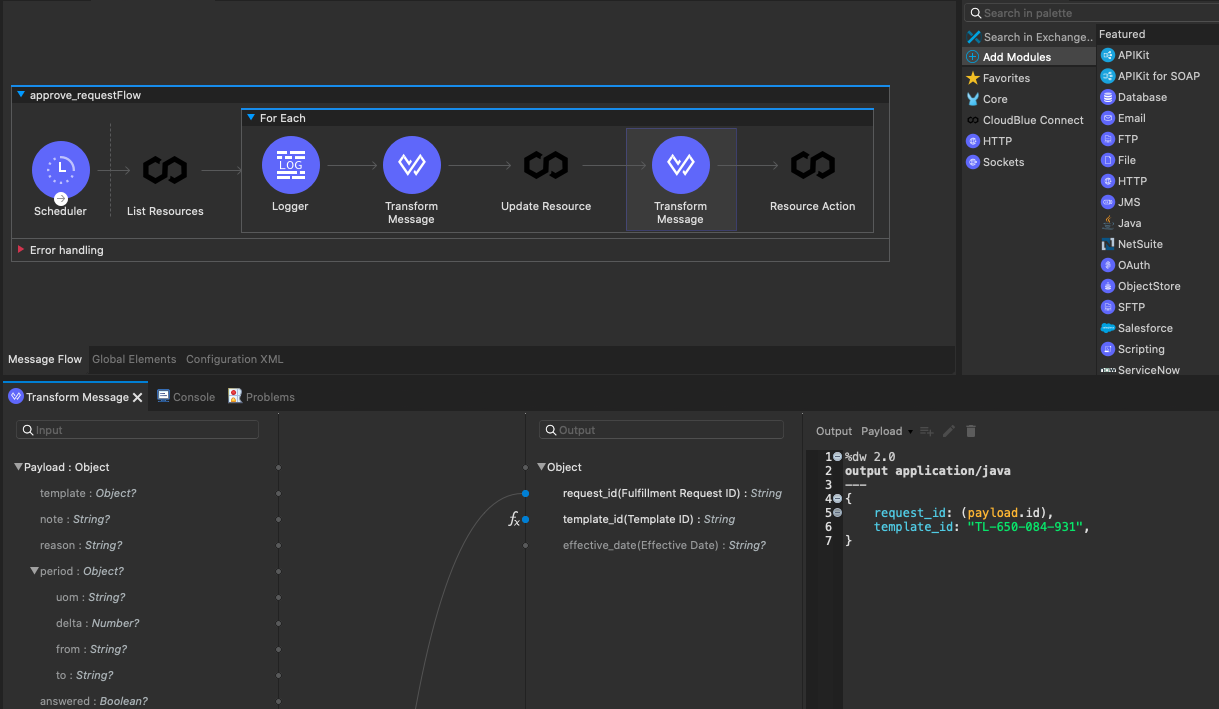 Search in palette
Search in Exchange..
Add Modules
Favorites
Core
CloudBlue Connect
HTTP
Sockets
Featured
APIKit
APIKit for SOAP
Database
Email
FTP
File
HTTP
JMS
Java
NetSuite
OAuth
ObjectStore
SFTP
Salesforce
Scripting
ServiceNow
approve_requestFlow
For Each
LOG
Scheduler
List Resources
Logger
Transform
Message
Update Resource
Transform
Message
Resource Action
Error handling
Message Flow
Global Elements
Configuration XML
Transform Message
Console
Problems
Input
Payload : Object
template : Object?
note : String?
reason : String?
period : Object?
uom : String?
delta : Number?
from : String?
to : String?
answered : Boolean?
Output
Object
request_id(Fulfillment Request ID) : String
fx
template_id(Template ID) : String
effective_date(Effective Date) : String?
Output Payload
1 %dw 2.0
2 output application/java
3 ---
4 {
5 request_id: (payload.id),
6 template_id: "TL-650-084-931",
7 }